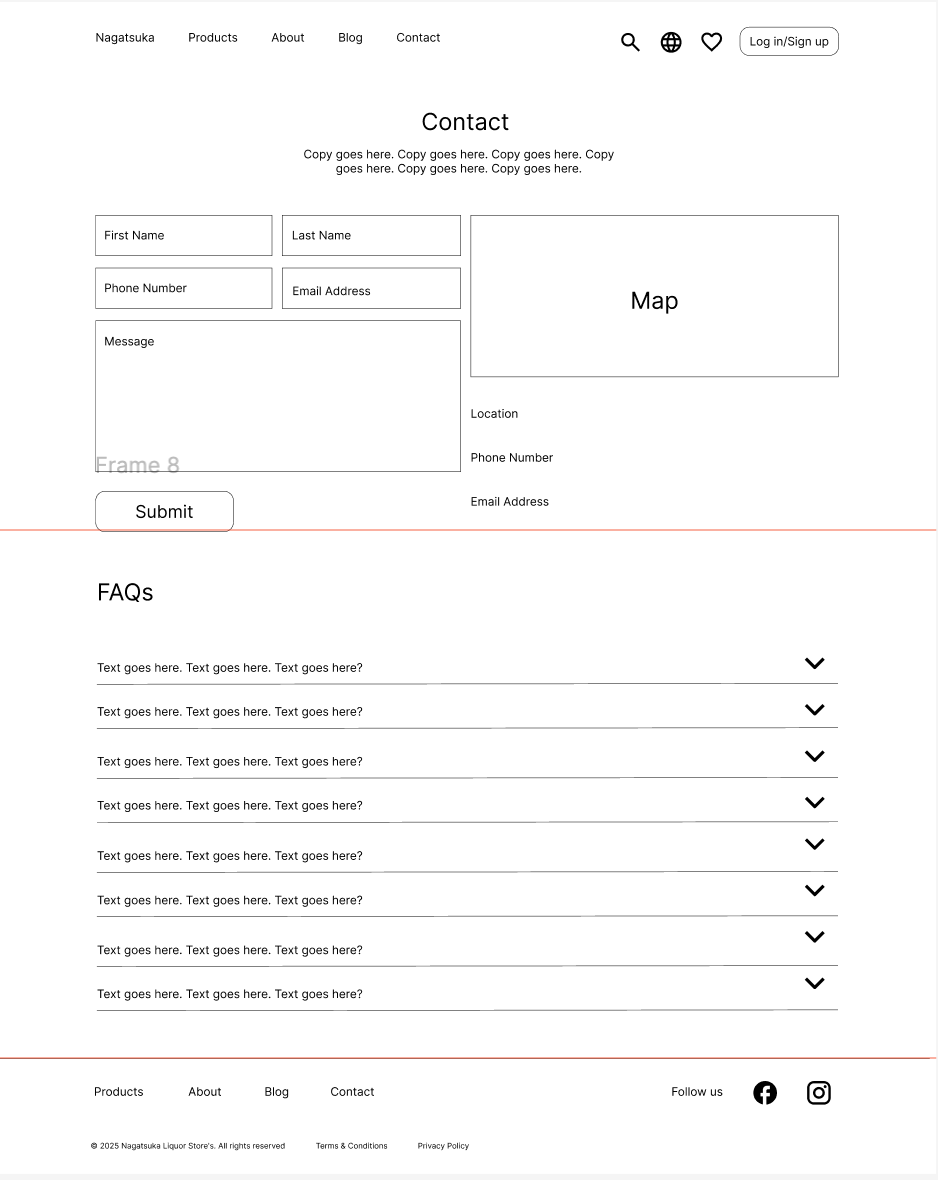 Nagatsuka Products About Blog Contact Log in/Sign up
Contact
Copy goes here. Copy goes here. Copy goes here. Copy
goes here. Copy goes here. Copy goes here.
First Name Last Name
Phone Number Email Address
Message
Frame 8
Submit
Map
Location
Phone Number
Email Address
FAQs
Text goes here. Text goes here. Text goes here?
Text goes here. Text goes here. Text goes here?
Text goes here. Text goes here. Text goes here?
Text goes here. Text goes here. Text goes here?
Text goes here. Text goes here. Text goes here?
Text goes here. Text goes here. Text goes here?
Text goes here. Text goes here. Text goes here?
Text goes here. Text goes here. Text goes here?
Products About Blog Contact Follow us
© 2025 Nagatsuka Liquor Store's. All rights reserved Terms & Conditions Privacy Policy